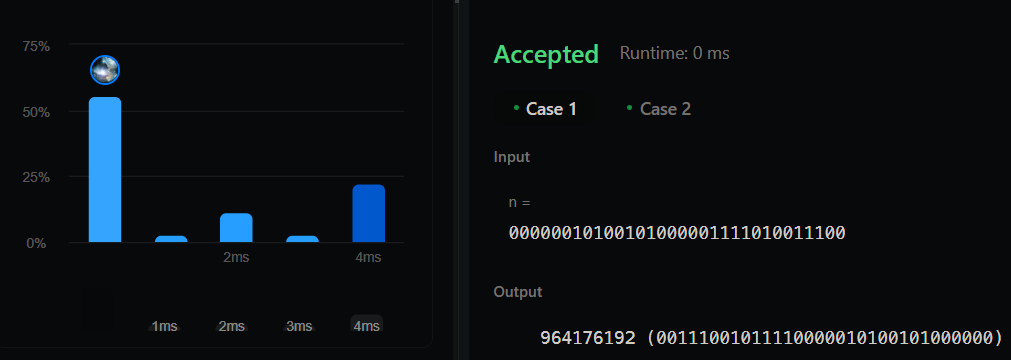 75%
50%
25%
0%
2ms
4ms
1ms
2ms
3ms
4ms
Accepted
Runtime: 0 ms
Case 1
Case 2
Input
n =
00000010100101000001111010011100
Output
964176192 (00111001011110000010100101000000)